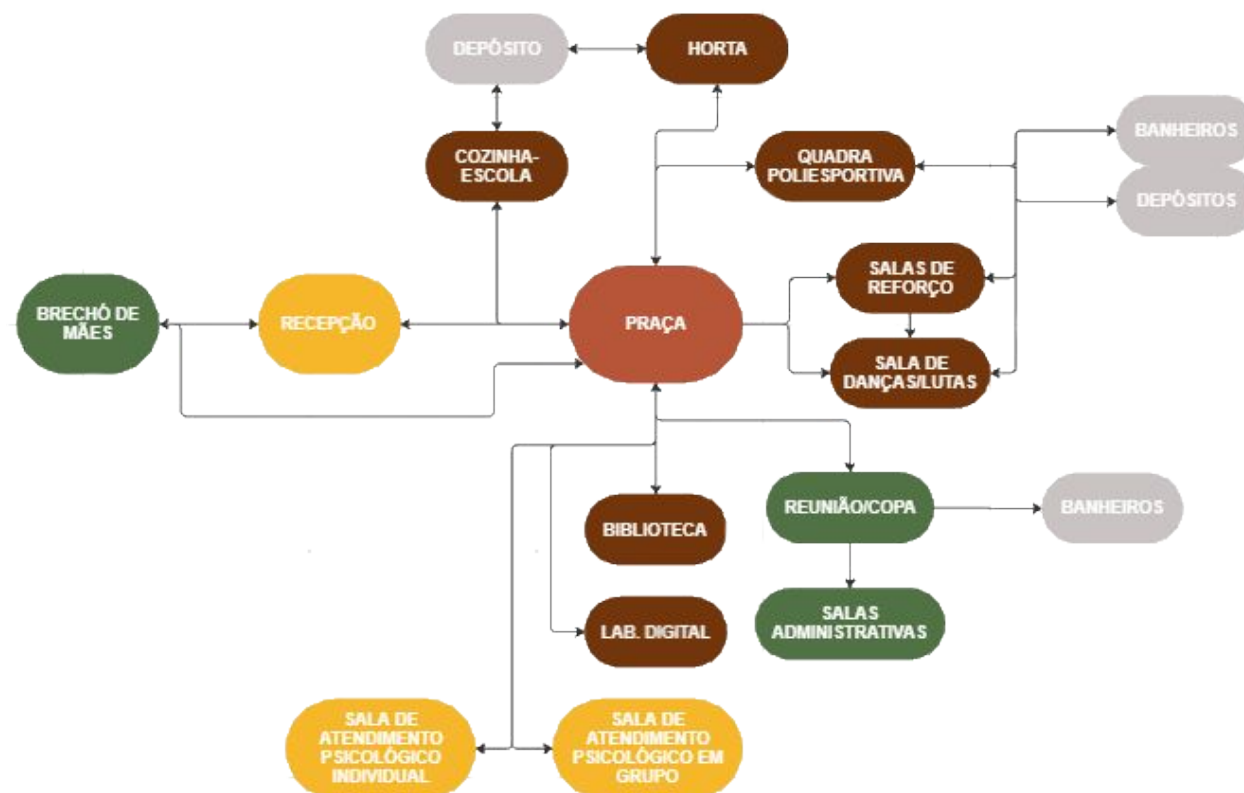 DEPÓSITO
HORTA
BANHEIROS
COZINHA-
ESCOLA
QUADRA
POLIESPORTIVA
DEPÓSITOS
BRECHÓ DE
MÃES
RECEPÇÃO
PRAÇA
SALAS DE
REFORÇO
SALA DE
DANÇAS/LUTAS
BIBLIOTECA
REUNIÃO/COPA
BANHEIROS
LAB. DIGITAL
SALAS
ADMINISTRATIVAS
SALA DE
ATENDIMENTO
PSICOLÓGICO
INDIVIDUAL
SALA DE
ATENDIMENTO
PSICOLÓGICO EM
GRUPO